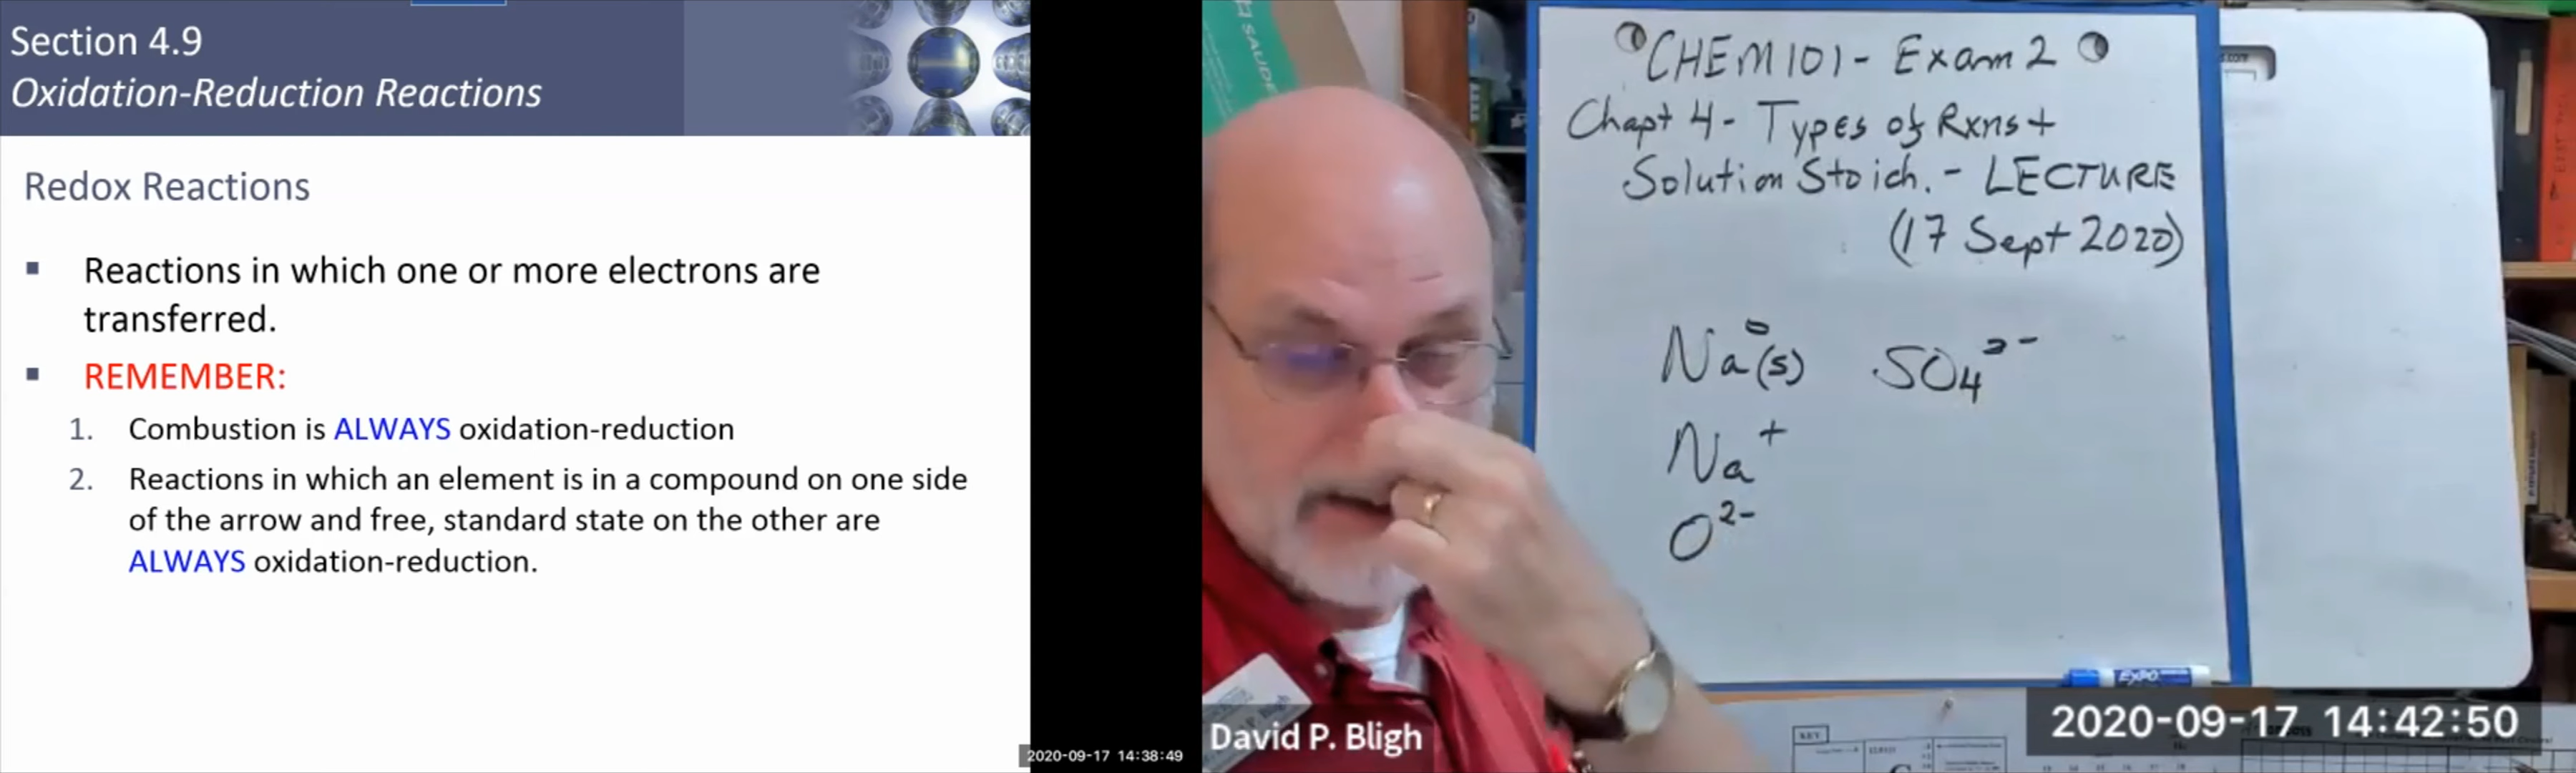 Section 4.9
Oxidation-Reduction Reactions
Redox Reactions
▪ Reactions in which one or more electrons are
transferred.
▪ REMEMBER:
1. Combustion is ALWAYS oxidation-reduction
2. Reactions in which an element is in a compound on one side
of the arrow and free, standard state on the other are
ALWAYS oxidation-reduction.
2020-09-17 14:38:49
SAUDE
CHEM 101 - Exam 2
Chapt 4 - Types of Rxns +
Solution Stoich. - LECTURE
(17 Sept 2020)
Na⁰(s) SO₄²⁻
Na⁺
O²⁻
EXPO
David P. Bligh
KEY
2020-09-17 14:42:50